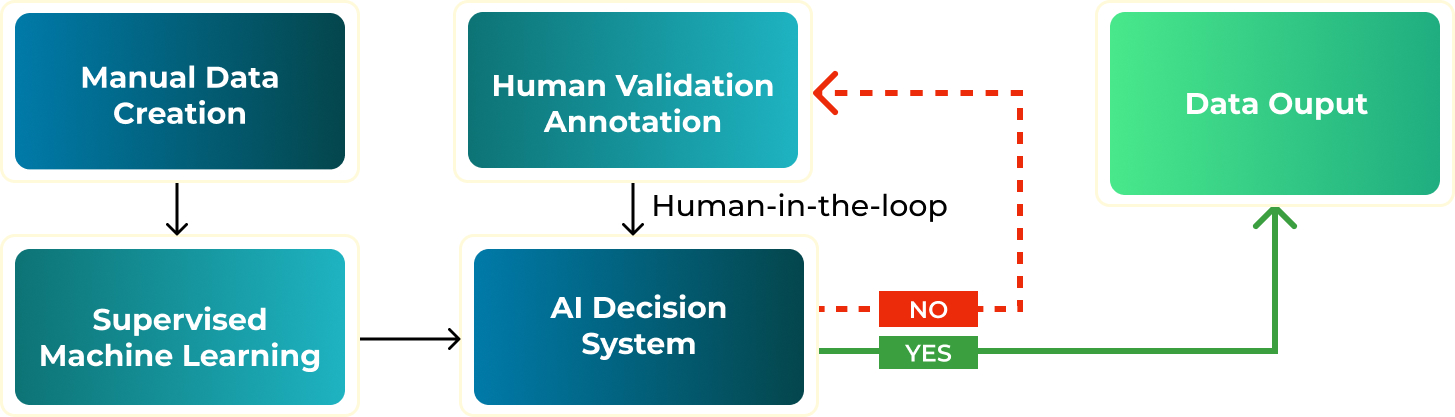 Manual Data
Creation
Human Validation
Annotation
Data Ouput
Human-in-the-loop
Supervised
Machine Learning
AI Decision
System
NO
YES